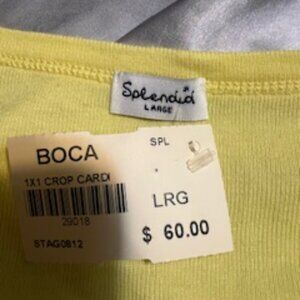 Splendid
LARGE
BOCA
SPL
1X1 CROP CARDI
29018
LRG
$ 60.00
STAG0812